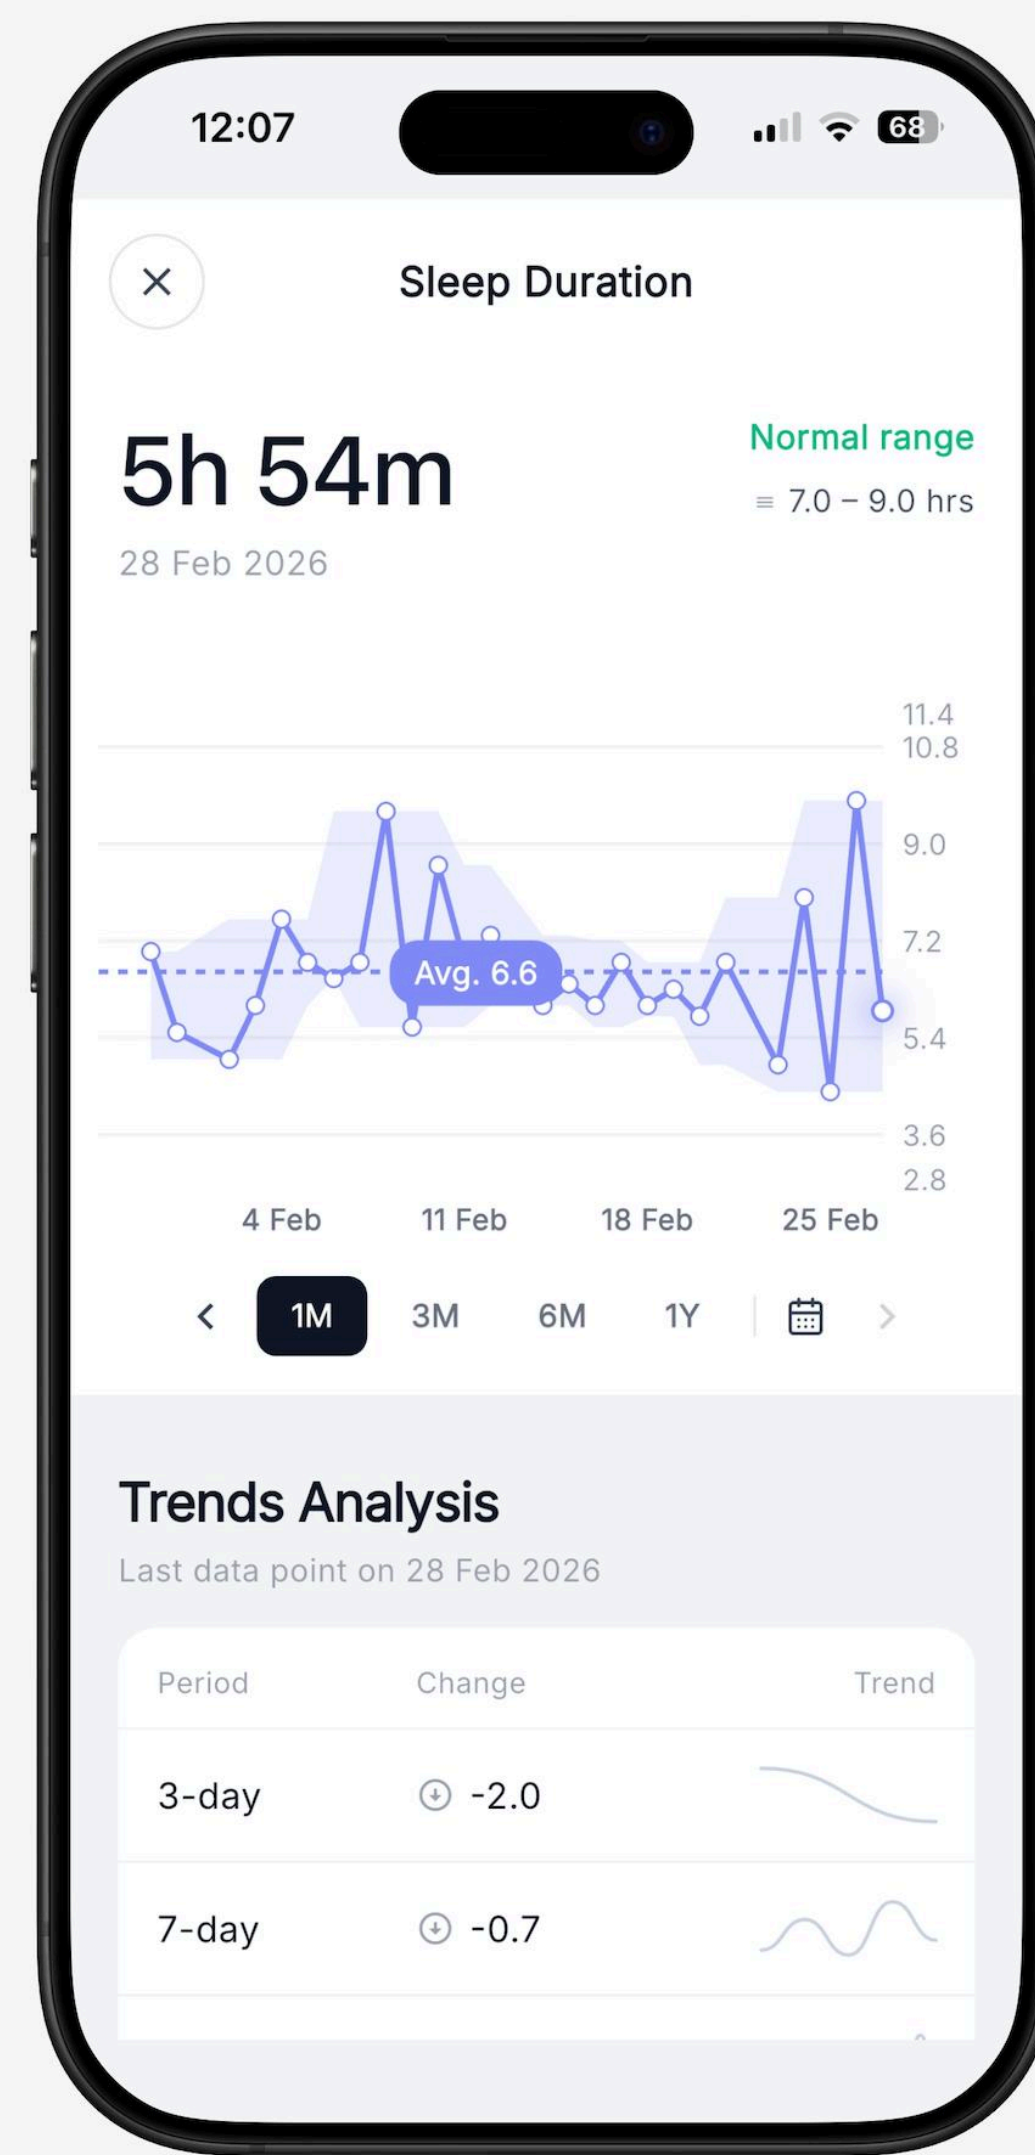 12:07
68
Sleep Duration
5h 54m
Normal range
7.0 – 9.0 hrs
28 Feb 2026
11.4
10.8
9.0
7.2
Avg. 6.6
5.4
3.6
2.8
4 Feb 11 Feb 18 Feb 25 Feb
1M 3M 6M 1Y
Trends Analysis
Last data point on 28 Feb 2026
Period Change Trend
3-day -2.0
7-day -0.7